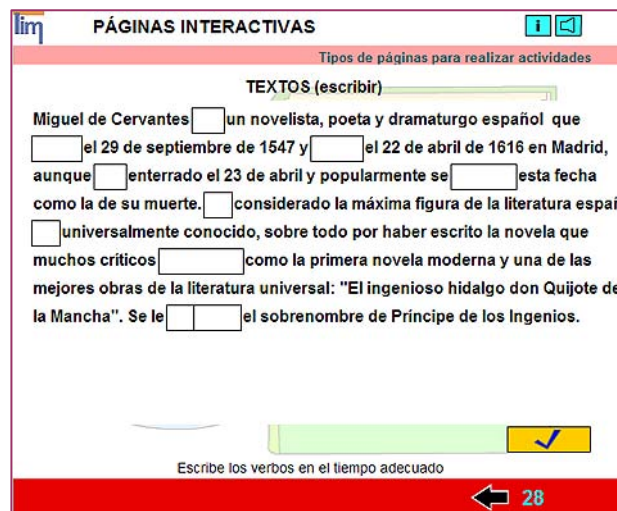 lim PÁGINAS INTERACTIVAS i
Tipos de páginas para realizar actividades
TEXTOS (escribir)
Miguel de Cervantes un novelista, poeta y dramaturgo español que
el 29 de septiembre de 1547 y el 22 de abril de 1616 en Madrid,
aunque enterrado el 23 de abril y popularmente se esta fecha
como la de su muerte. considerado la máxima figura de la literatura españ
universalmente conocido, sobre todo por haber escrito la novela que
muchos críticos como la primera novela moderna y una de las
mejores obras de la literatura universal: "El ingenioso hidalgo don Quijote de
la Mancha". Se le el sobrenombre de Príncipe de los Ingenios.
Escribe los verbos en el tiempo adecuado
28